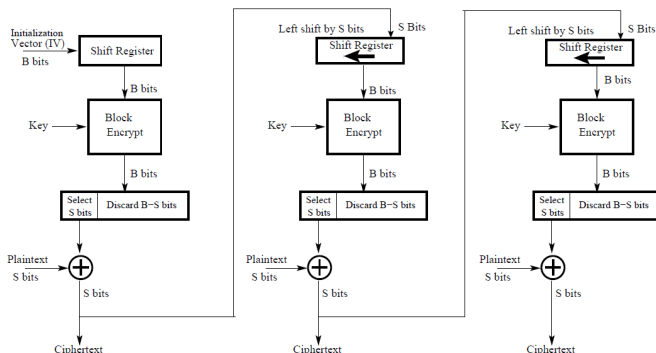 Initialization
Vector (IV)
B bits
Shift Register
B bits
Key
Block
Encrypt
B bits
Select
S bits
Discard B−S bits
Plaintext
S bits
S bits
Ciphertext
Left shift by S bits
S Bits
Shift Register
B bits
Key
Block
Encrypt
B bits
Select
S bits
Discard B−S bits
Plaintext
S bits
S bits
Ciphertext
Left shift by S bits
S Bits
Shift Register
B bits
Key
Block
Encrypt
B bits
Select
S bits
Discard B−S bits
Plaintext
S bits
S bits
Ciphertext